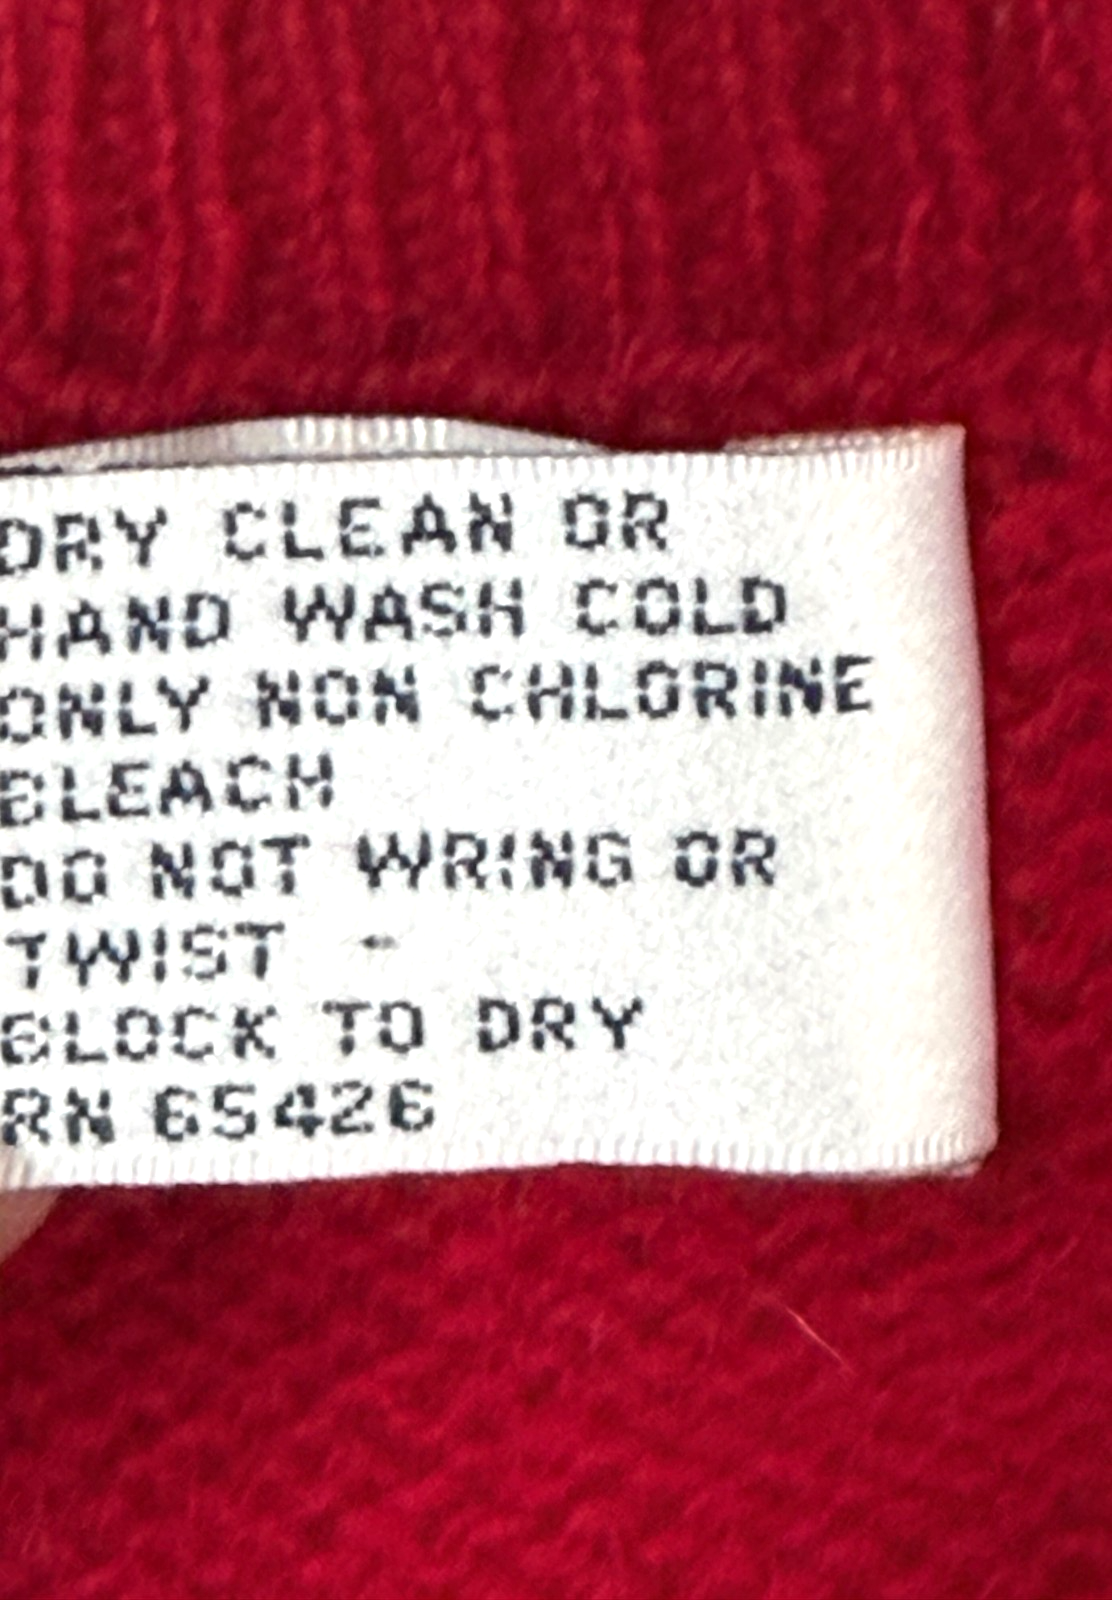 DRY CLEAN OR
HAND WASH COLD
ONLY NON CHLORINE
BLEACH
DO NOT WRING OR
TWIST -
BLOCK TO DRY
RN 65426